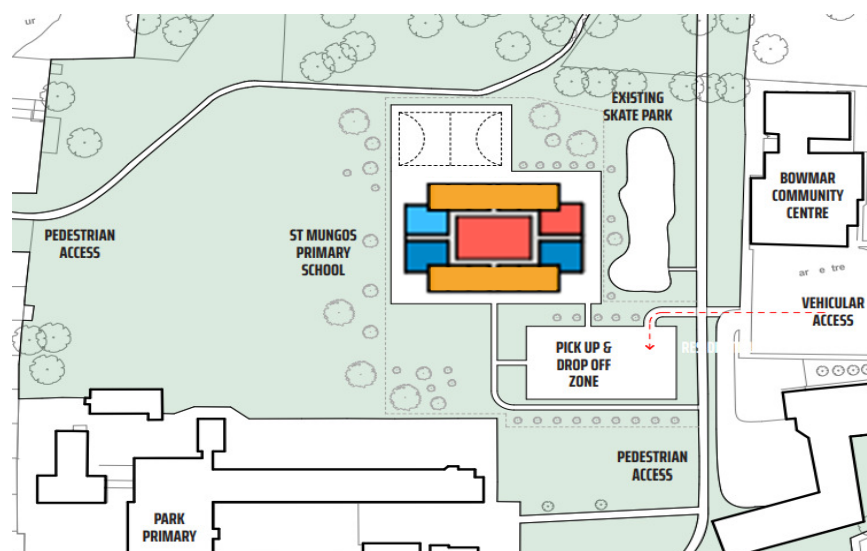 EXISTING
SKATE PARK
BOWMAR
COMMUNITY
CENTRE
PEDESTRIAN
ACCESS
ST MUNGOS
PRIMARY
SCHOOL
VEHICULAR
ACCESS
PICK UP &
DROP OFF
ZONE
PEDESTRIAN
ACCESS
PARK
PRIMARY